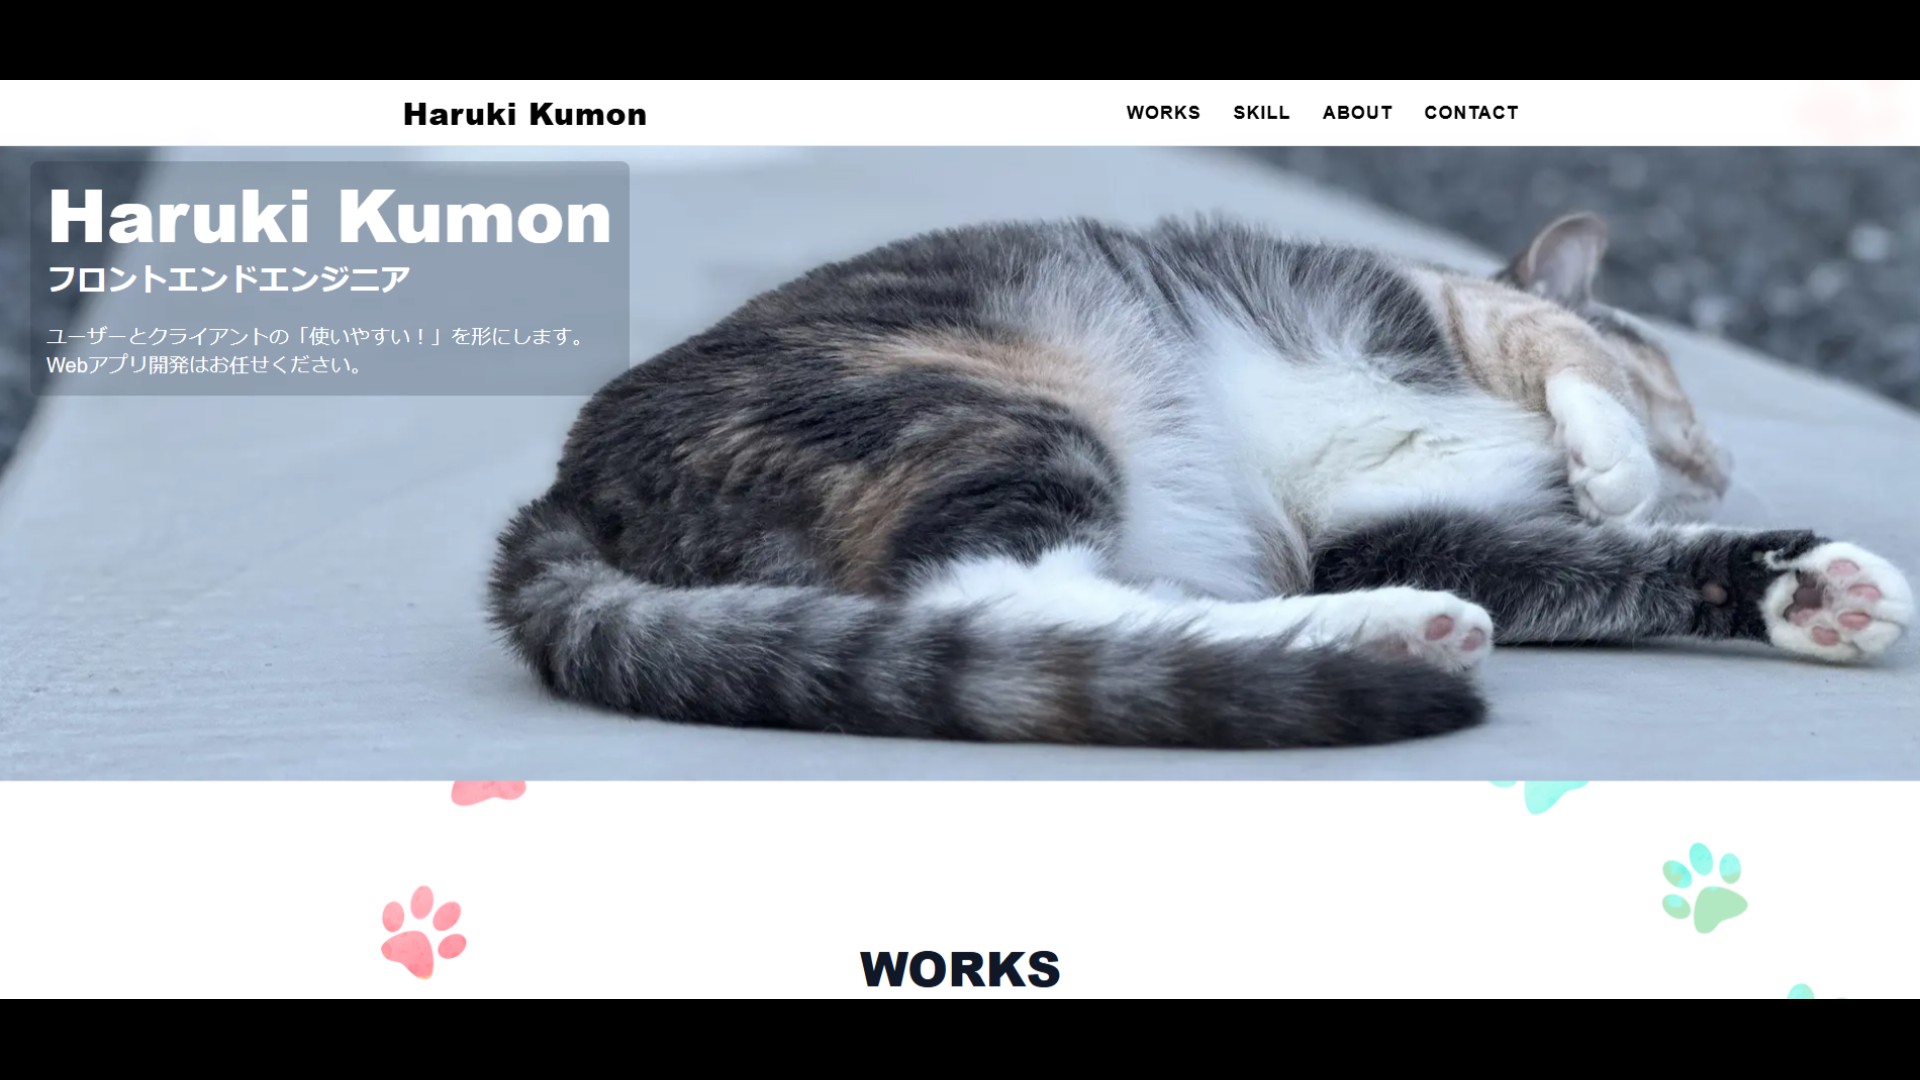 Haruki Kumon
WORKS SKILL ABOUT CONTACT
Haruki Kumon
フロントエンドエンジニア
ユーザーとクライアントの「使いやすい！」を形にします。
Webアプリ開発はお任せください。
WORKS